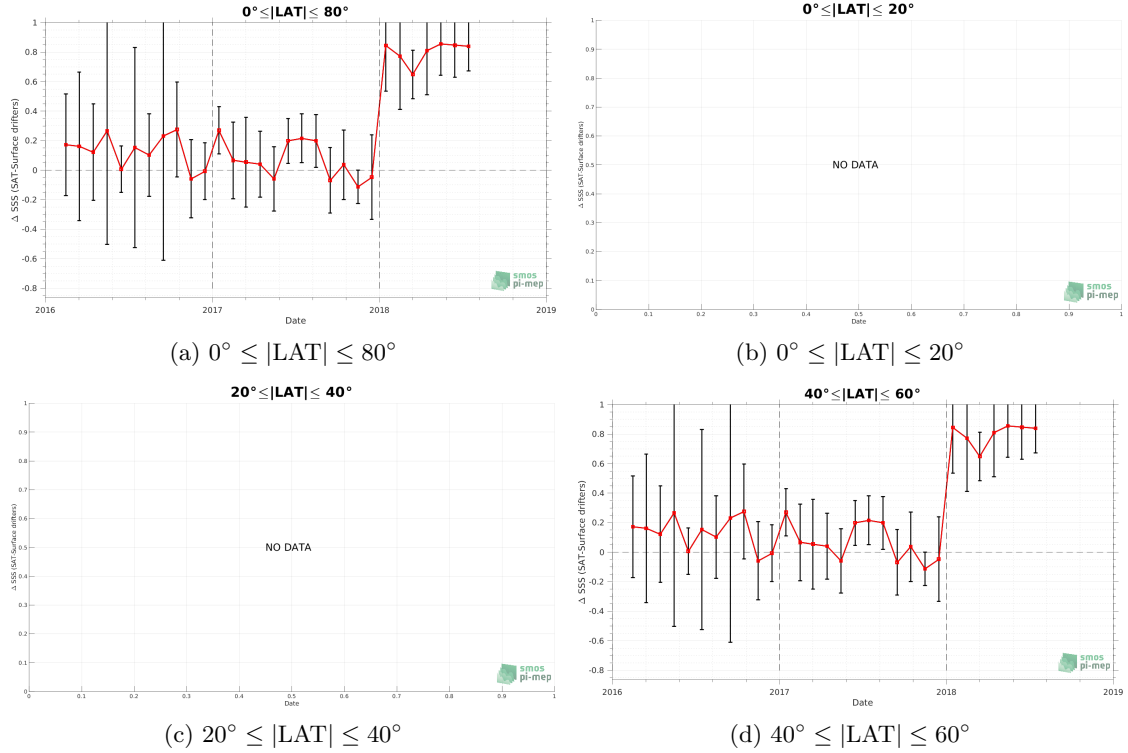 0°≤|LAT|≤ 80°
1
0.8
0.6
0.4
0.2
0
-0.2
-0.4
-0.6
-0.8
Δ SSS (SAT-Surface drifters)
2016 2017 2018 2019
Date
smos
pi-mep
(a) 0° ≤ |LAT| ≤ 80°
0°≤|LAT|≤ 20°
1
0.9
0.8
0.7
0.6
0.5
0.4
0.3
0.2
0.1
0
Δ SSS (SAT-Surface drifters)
NO DATA
0 0.1 0.2 0.3 0.4 0.5 0.6 0.7 0.8 0.9 1
Date
smos
pi-mep
(b) 0° ≤ |LAT| ≤ 20°
20°≤|LAT|≤ 40°
1
0.9
0.8
0.7
0.6
0.5
0.4
0.3
0.2
0.1
0
Δ SSS (SAT-Surface drifters)
NO DATA
0 0.1 0.2 0.3 0.4 0.5 0.6 0.7 0.8 0.9 1
Date
smos
pi-mep
(c) 20° ≤ |LAT| ≤ 40°
40°≤|LAT|≤ 60°
1
0.8
0.6
0.4
0.2
0
-0.2
-0.4
-0.6
-0.8
Δ SSS (SAT-Surface drifters)
2016 2017 2018 2019
Date
smos
pi-mep
(d) 40° ≤ |LAT| ≤ 60°